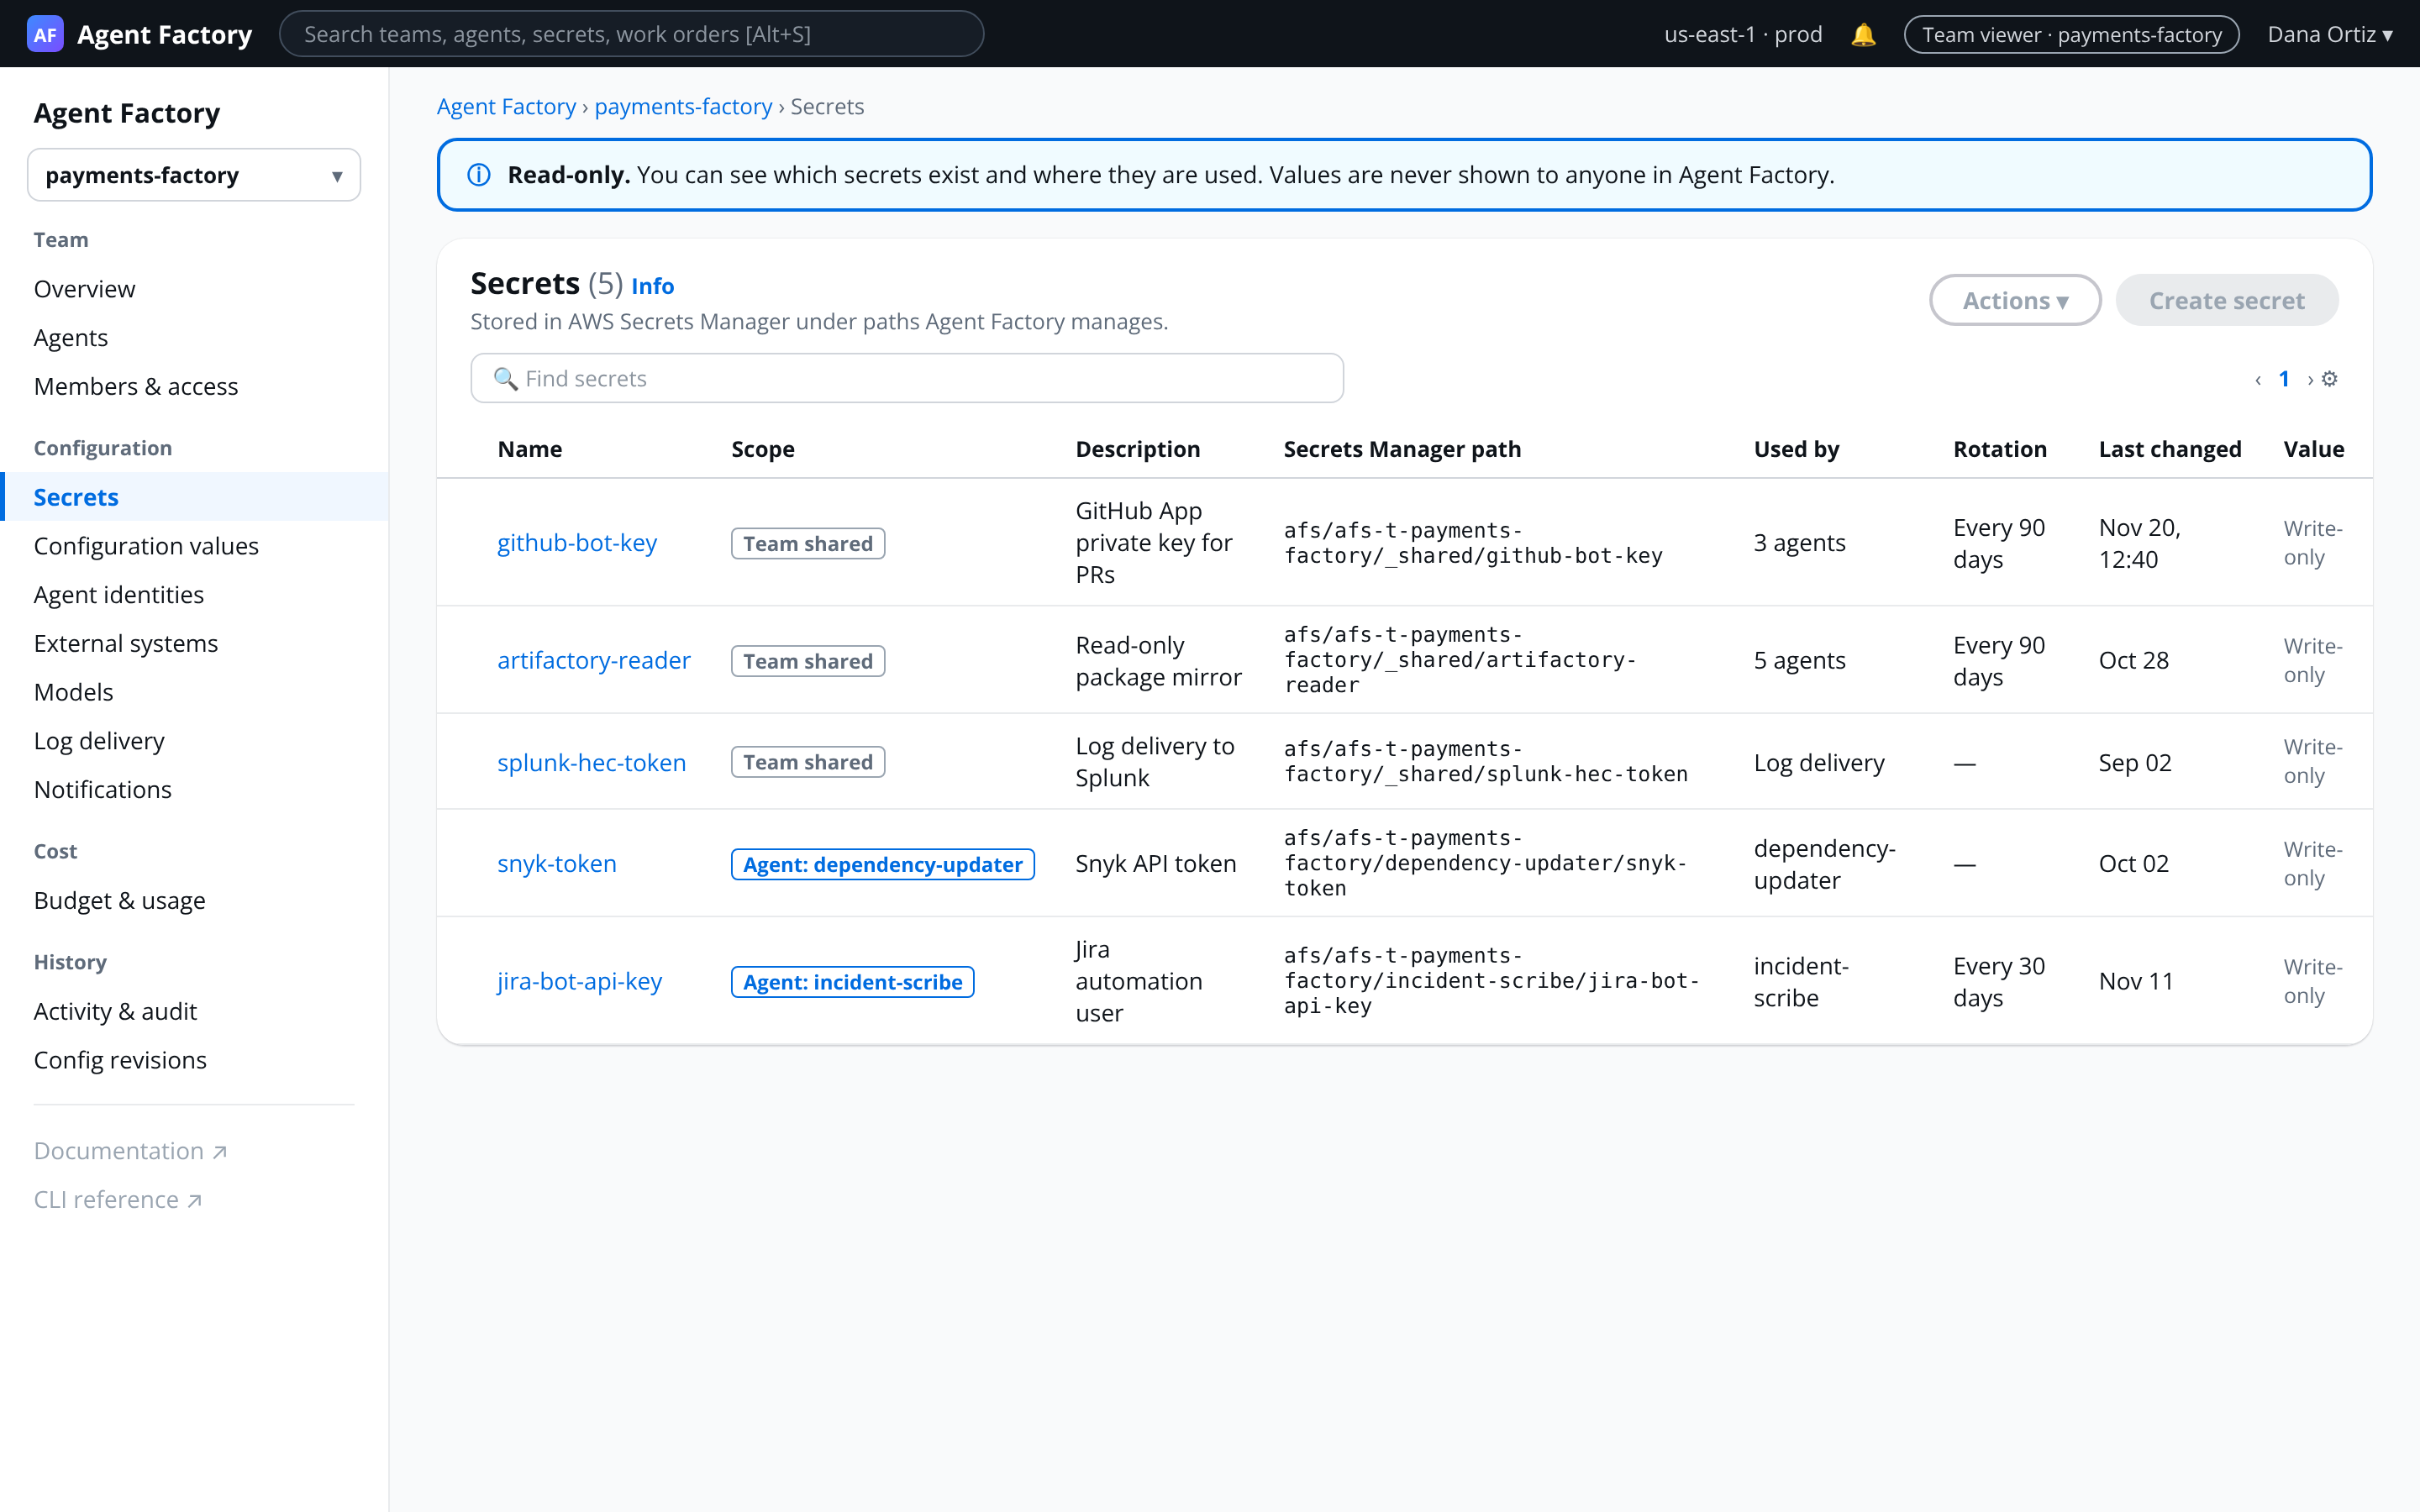 AF Agent Factory
Search teams, agents, secrets, work orders [Alt+S]
us-east-1 · prod
Team viewer · payments-factory
Dana Ortiz ▾
Agent Factory
payments-factory ▾
Team
Overview
Agents
Members & access
Configuration
Secrets
Configuration values
Agent identities
External systems
Models
Log delivery
Notifications
Cost
Budget & usage
History
Activity & audit
Config revisions
Documentation ↗
CLI reference ↗
Agent Factory › payments-factory › Secrets
Read-only. You can see which secrets exist and where they are used. Values are never shown to anyone in Agent Factory.
Secrets (5) Info
Stored in AWS Secrets Manager under paths Agent Factory manages.
Actions ▾
Create secret
Find secrets
‹ 1 ›
Name
Scope
Description
Secrets Manager path
Used by
Rotation
Last changed
Value
github-bot-key
Team shared
GitHub App
private key for
PRs
afs/afs-t-payments-
factory/_shared/github-bot-key
3 agents
Every 90
days
Nov 20,
12:40
Write-
only
artifactory-reader
Team shared
Read-only
package mirror
afs/afs-t-payments-
factory/_shared/artifactory-
reader
5 agents
Every 90
days
Oct 28
Write-
only
splunk-hec-token
Team shared
Log delivery to
Splunk
afs/afs-t-payments-
factory/_shared/splunk-hec-token
Log delivery
—
Sep 02
Write-
only
snyk-token
Agent: dependency-updater
Snyk API token
afs/afs-t-payments-
factory/dependency-updater/snyk-
token
dependency-
updater
—
Oct 02
Write-
only
jira-bot-api-key
Agent: incident-scribe
Jira
automation
user
afs/afs-t-payments-
factory/incident-scribe/jira-bot-
api-key
incident-
scribe
Every 30
days
Nov 11
Write-
only